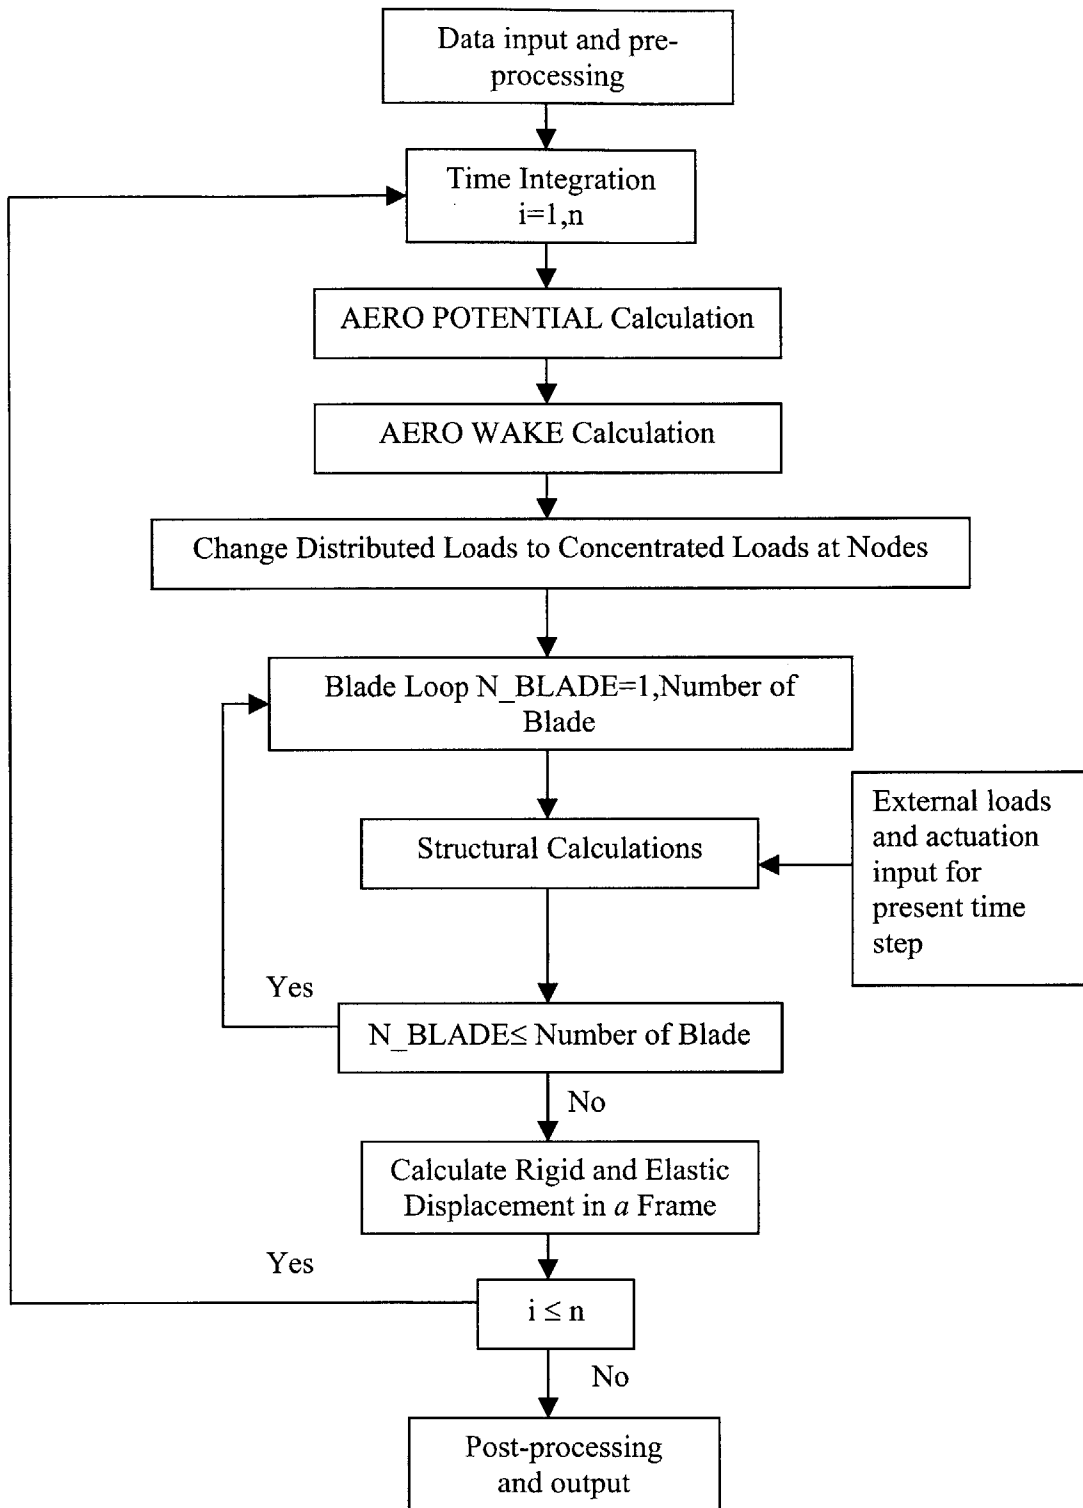 Data input and pre-
processing
Time Integration
i=1,n
AERO POTENTIAL Calculation
AERO WAKE Calculation
Change Distributed Loads to Concentrated Loads at Nodes
Blade Loop N_BLADE=1,Number of
Blade
Structural Calculations
External loads
and actuation
input for
present time
step
Yes
N_BLADE≤ Number of Blade
No
Calculate Rigid and Elastic
Displacement in a Frame
Yes
i ≤ n
No
Post-processing
and output